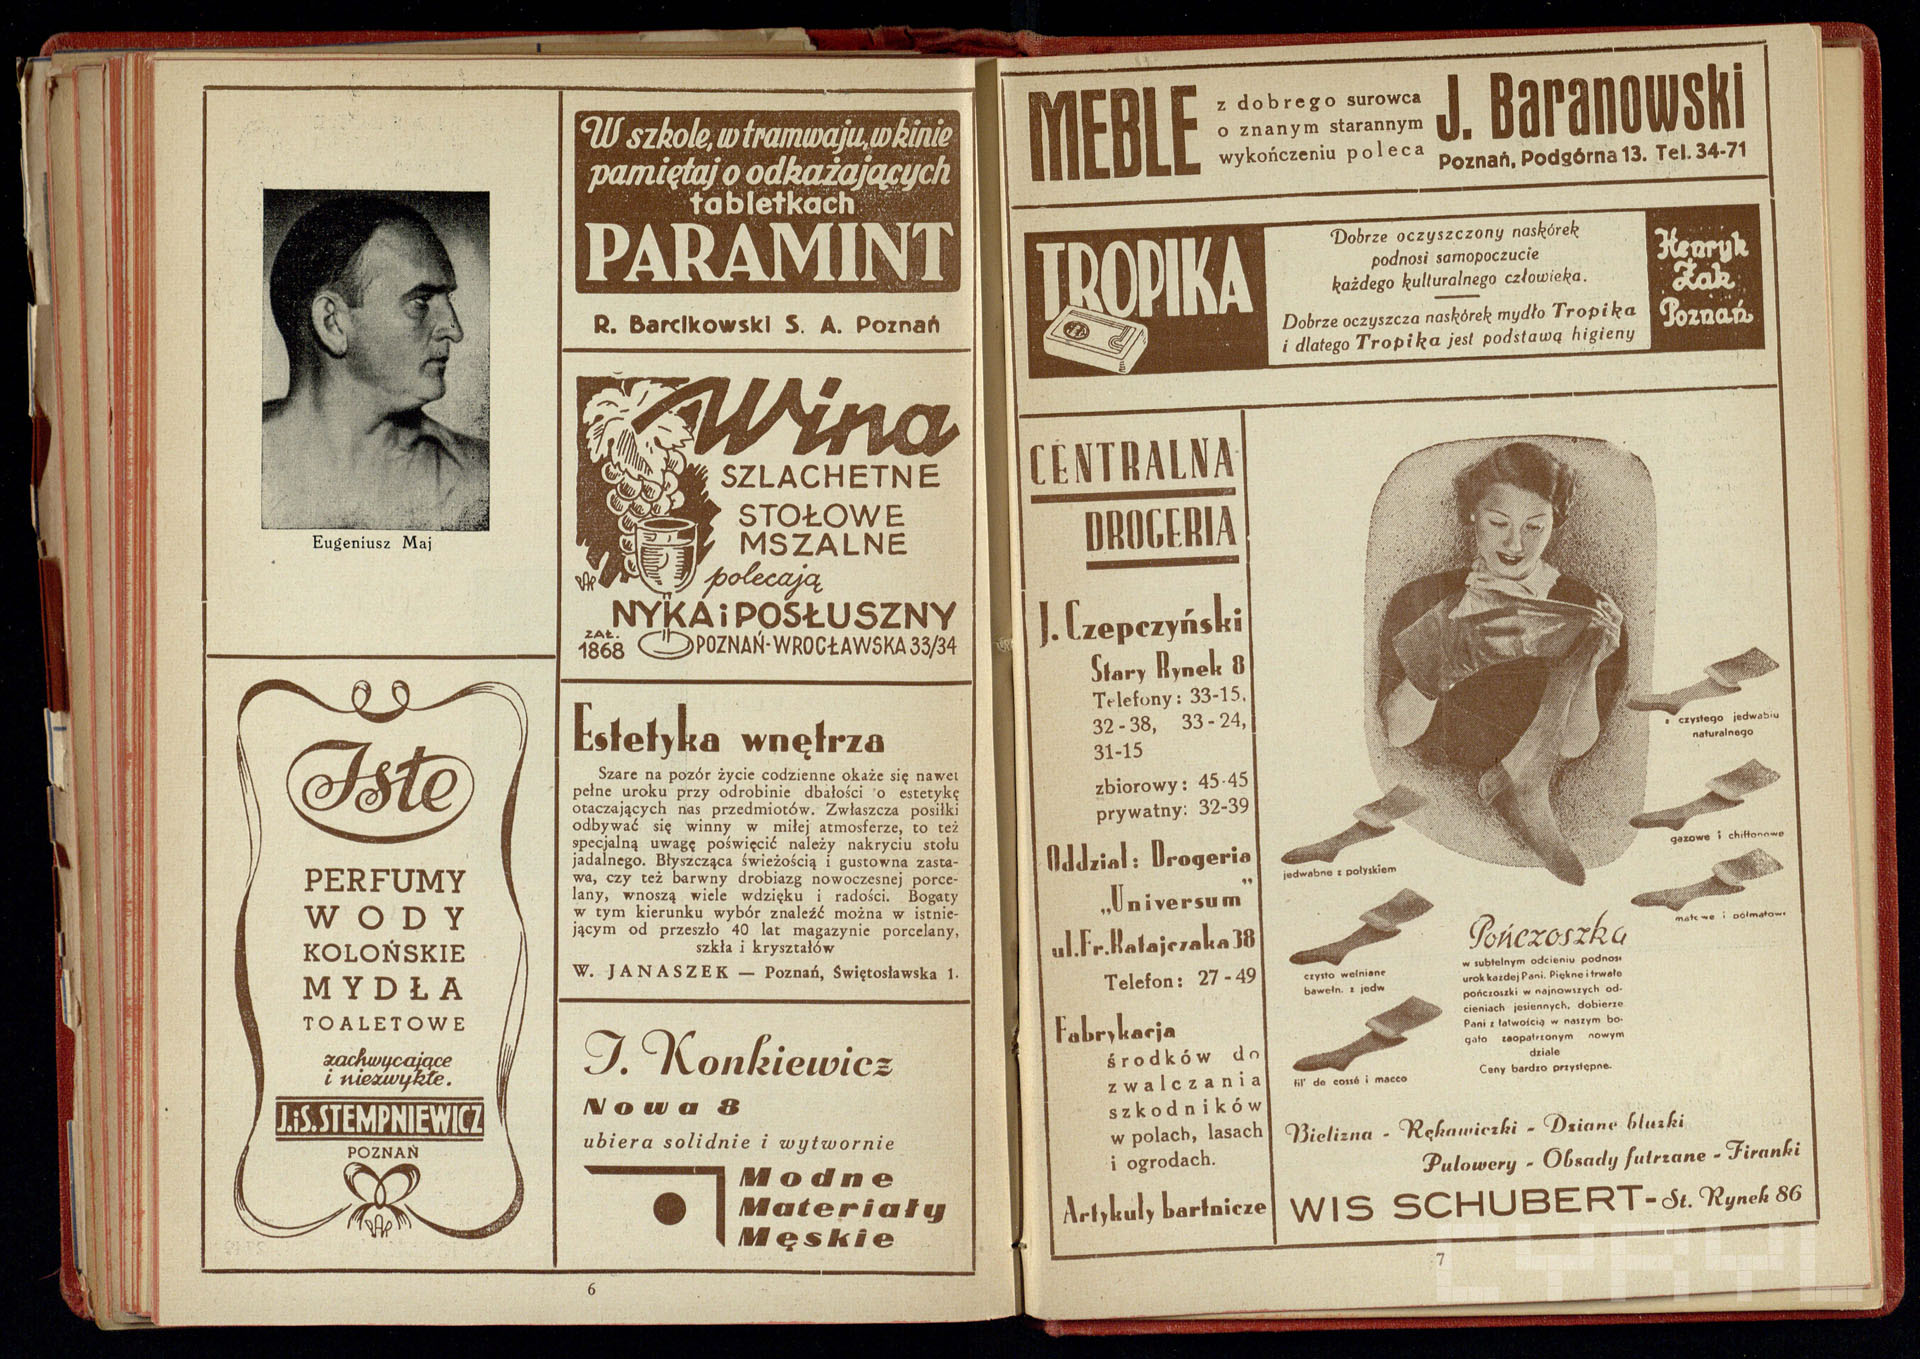 Eugeniusz Maj
Iste
PERFUMY
WODY
KOLOŃSKIE
MYDŁA
TOALETOWE
zachwycające
i niezwykłe.
J.iS.STEMPNIEWICZ
POZNAŃ
W szkole, w tramwaju, w kinie
pamiętaj o odkażających
tabletkach
PARAMINT
R. Barcikowski S. A. Poznań
Wina
SZLACHETNE
STOŁOWE
MSZALNE
polecają
NYKA i POSŁUSZNY
ZAŁ.
1868
POZNAŃ-WROCŁAWSKA 33/34
Estetyka wnętrza
Szare na pozór życie codzienne okaże się nawet
pełne uroku przy odrobinie dbałości o estetykę
otaczających nas przedmiotów. Zwłaszcza posiłki
odbywać się winny w miłej atmosferze, to też
specjalną uwagę poświęcić należy nakryciu stołu
jadalnego. Błyszcząca świeżością i gustowna zasta-
wa, czy też barwny drobiazg nowoczesnej porce-
lany, wnoszą wiele wdzięku i radości. Bogaty
w tym kierunku wybór znaleźć można w istnie-
jącym od przeszło 40 lat magazynie porcelany,
szkła i kryształów
W. JANASZEK — Poznań, Świętosławska 1.
J. Konkiewicz
Nowa 8
ubiera solidnie i wytwornie
Modne
Materiały
Męskie
6
MEBLE
z dobrego surowca
o znanym starannym
wykończeniu poleca
J. Baranowski
Poznań, Podgórna 13. Tel. 34-71
TROPIKA
Dobrze oczyszczony naskórek
podnosi samopoczucie
każdego kulturalnego człowieka.
Dobrze oczyszcza naskórek mydło Tropika
i dlatego Tropika jest podstawą higieny
Henryk
Żak
Poznań
CENTRALNA
DROGERIA
J. Czepczyński
Stary Rynek 8
Telefony: 33-15,
32-38, 33-24,
31-15
zbiorowy: 45-45
prywatny: 32-39
Oddział: Drogeria
„Universum”
ul. Fr. Ratajczaka 38
Telefon: 27-49
Fabrykacja
środków do
zwalczania
szkodników
w polach, lasach
i ogrodach.
Artykuły bartnicze
z czystego jedwabiu
naturalnego
gazowe i chiffonowe
matowe i półmatowe
jedwabne z połyskiem
czysto wełniane
bawełn. z jedw
fil' de cossé i macco
Pończoszka
w subtelnym odcieniu podnosi
urok każdej Pani. Piękne i trwałe
pończoszki w najnowszych od-
cieniach jesiennych, dobierze
Pani z łatwością w naszym bo-
gato zaopatrzonym nowym
dziale
Ceny bardzo przystępne.
Bielizna - Rękawiczki - Dziane bluzki
Pulowery - Obsady futrzane - Firanki
WIS SCHUBERT-St. Rynek 86
7
CYRYL